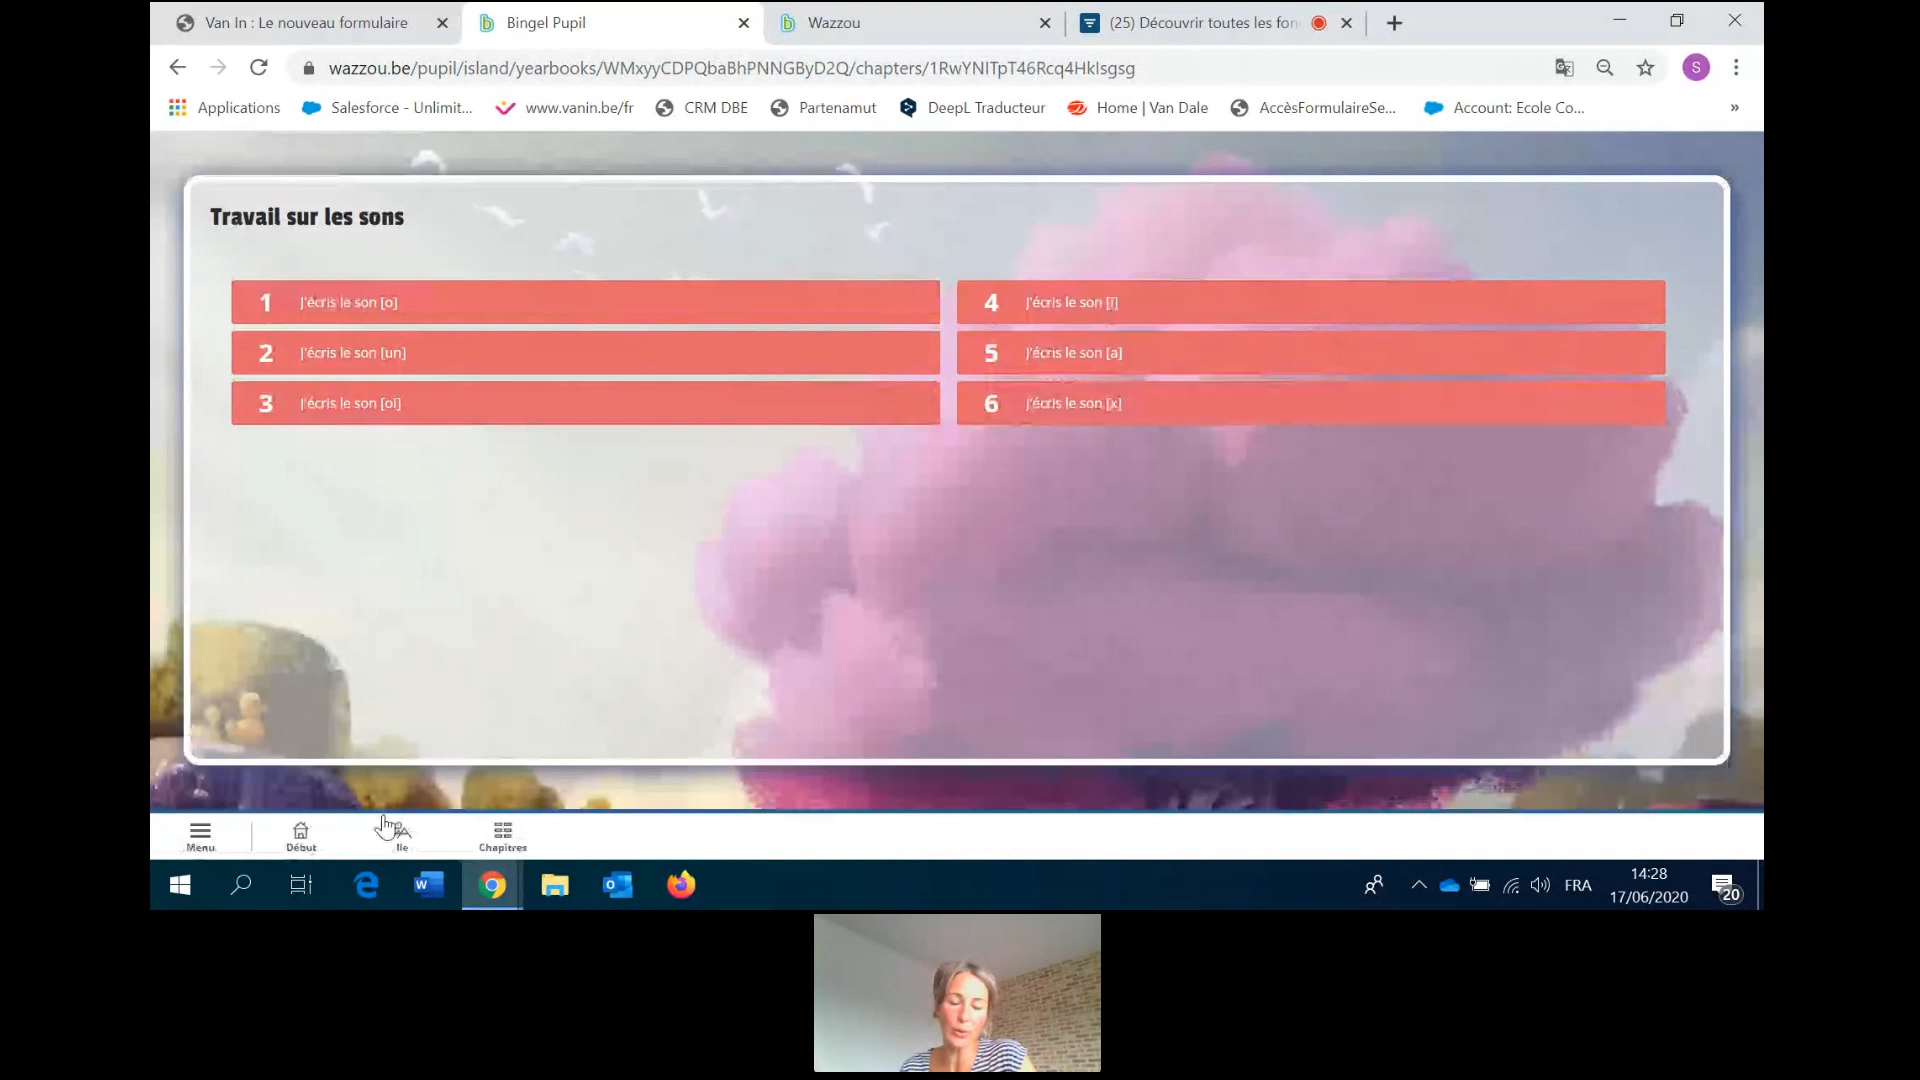 Van In : Le nouveau formulaire
Bingel Pupil
Wazzou
(25) Découvrir toutes les fon
wazzou.be/pupil/island/yearbooks/WMxyyCDPQbaBhPNNGByD2Q/chapters/1RwYNITpT46Rcq4HkIsgsg
S
Applications
Salesforce - Unlimit...
www.vanin.be/fr
CRM DBE
Partenamut
DeepL Traducteur
Home | Van Dale
AccèsFormulaireSe...
Account: Ecole Co...
»
Travail sur les sons
1 J'écris le son [o]
2 J'écris le son [un]
3 J'écris le son [oi]
4 J'écris le son [i]
5 J'écris le son [a]
6 J'écris le son [k]
Menu
Début
Ile
Chapitres
FRA
14:28
17/06/2020
20